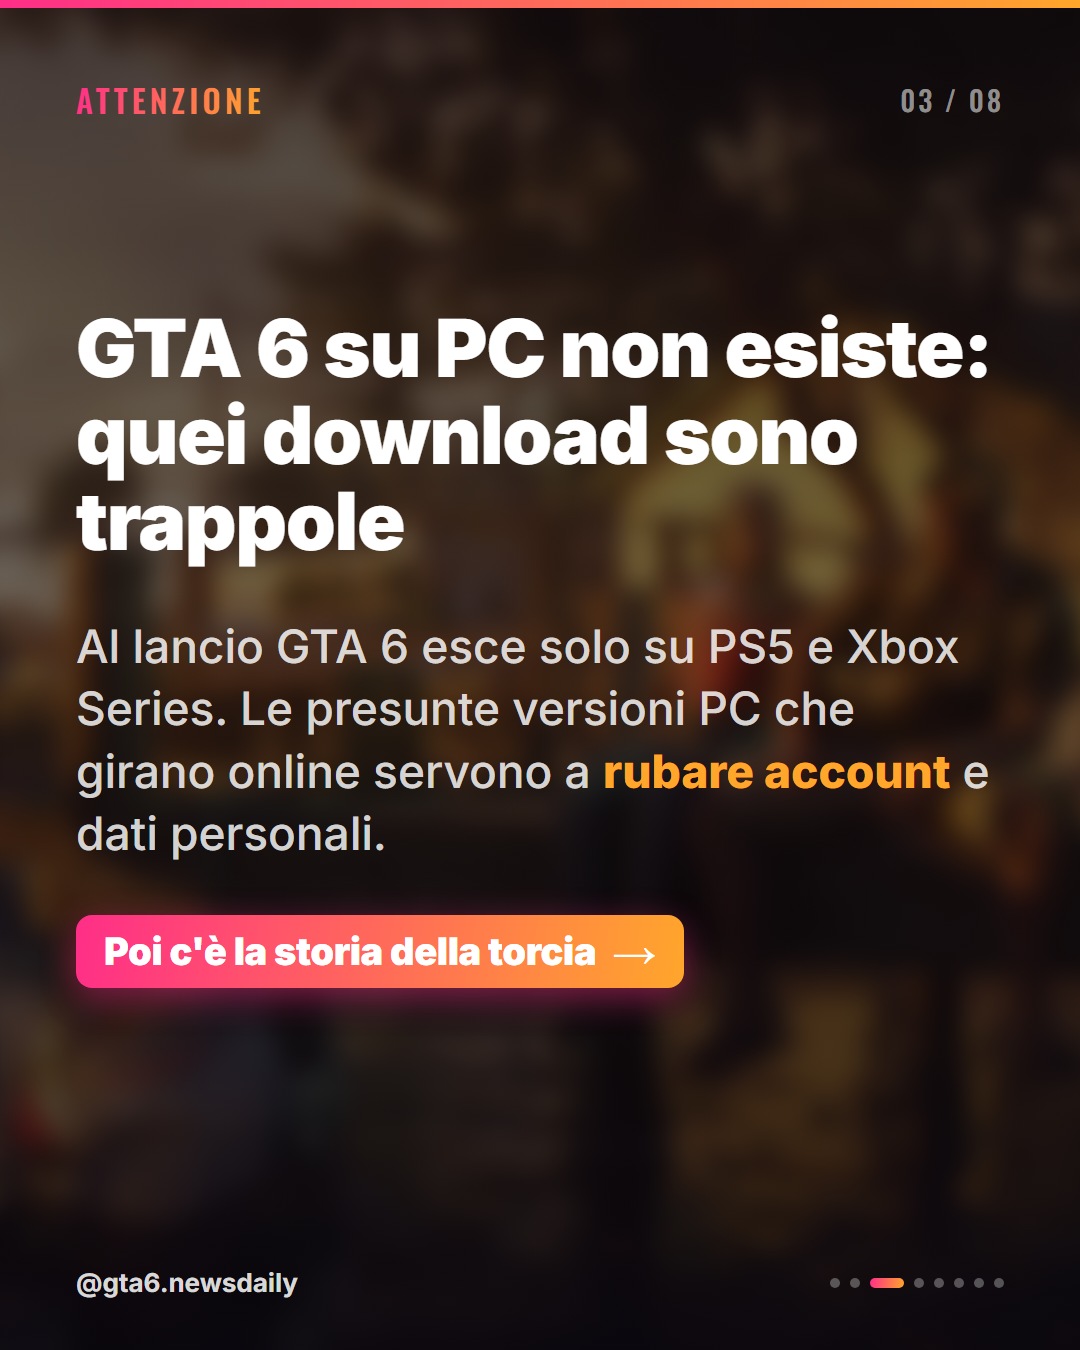 ATTENZIONE
03 / 08
GTA 6 su PC non esiste:
quei download sono
trappole
Al lancio GTA 6 esce solo su PS5 e Xbox
Series. Le presunte versioni PC che
girano online servono a rubare account e
dati personali.
Poi c'è la storia della torcia →
@gta6.newsdaily